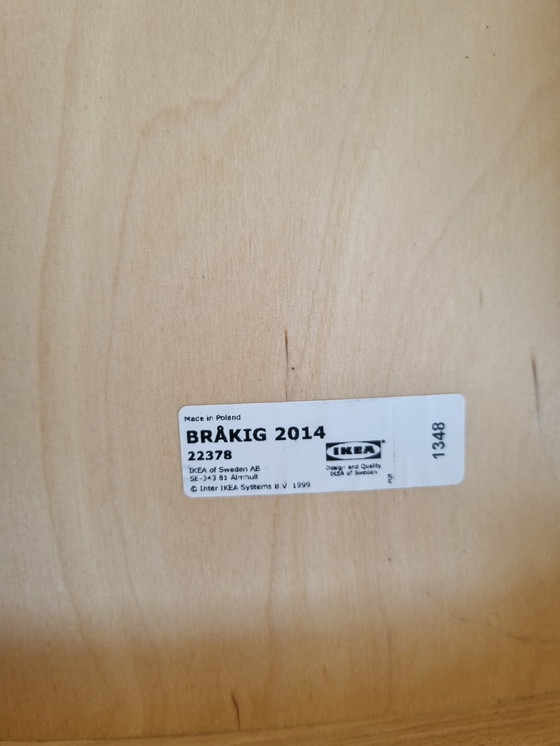 Made in Poland
BRÅKIG 2014
22378
IKEA of Sweden AB
SE-343 81 Älmhult
© Inter IKEA Systems B.V. 1999
IKEA®
Design and Quality
IKEA of Sweden
1348